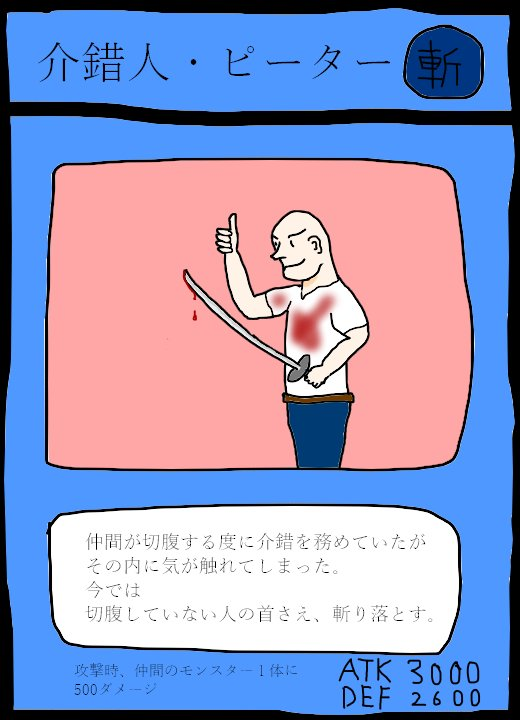 介錯人・ピーター
斬
仲間が切腹する度に介錯を務めていたが
その内に気が触れてしまった。
今では
切腹していない人の首さえ、斬り落とす。
攻撃時、仲間のモンスター１体に
500ダメージ
ATK 3000
DEF 2600